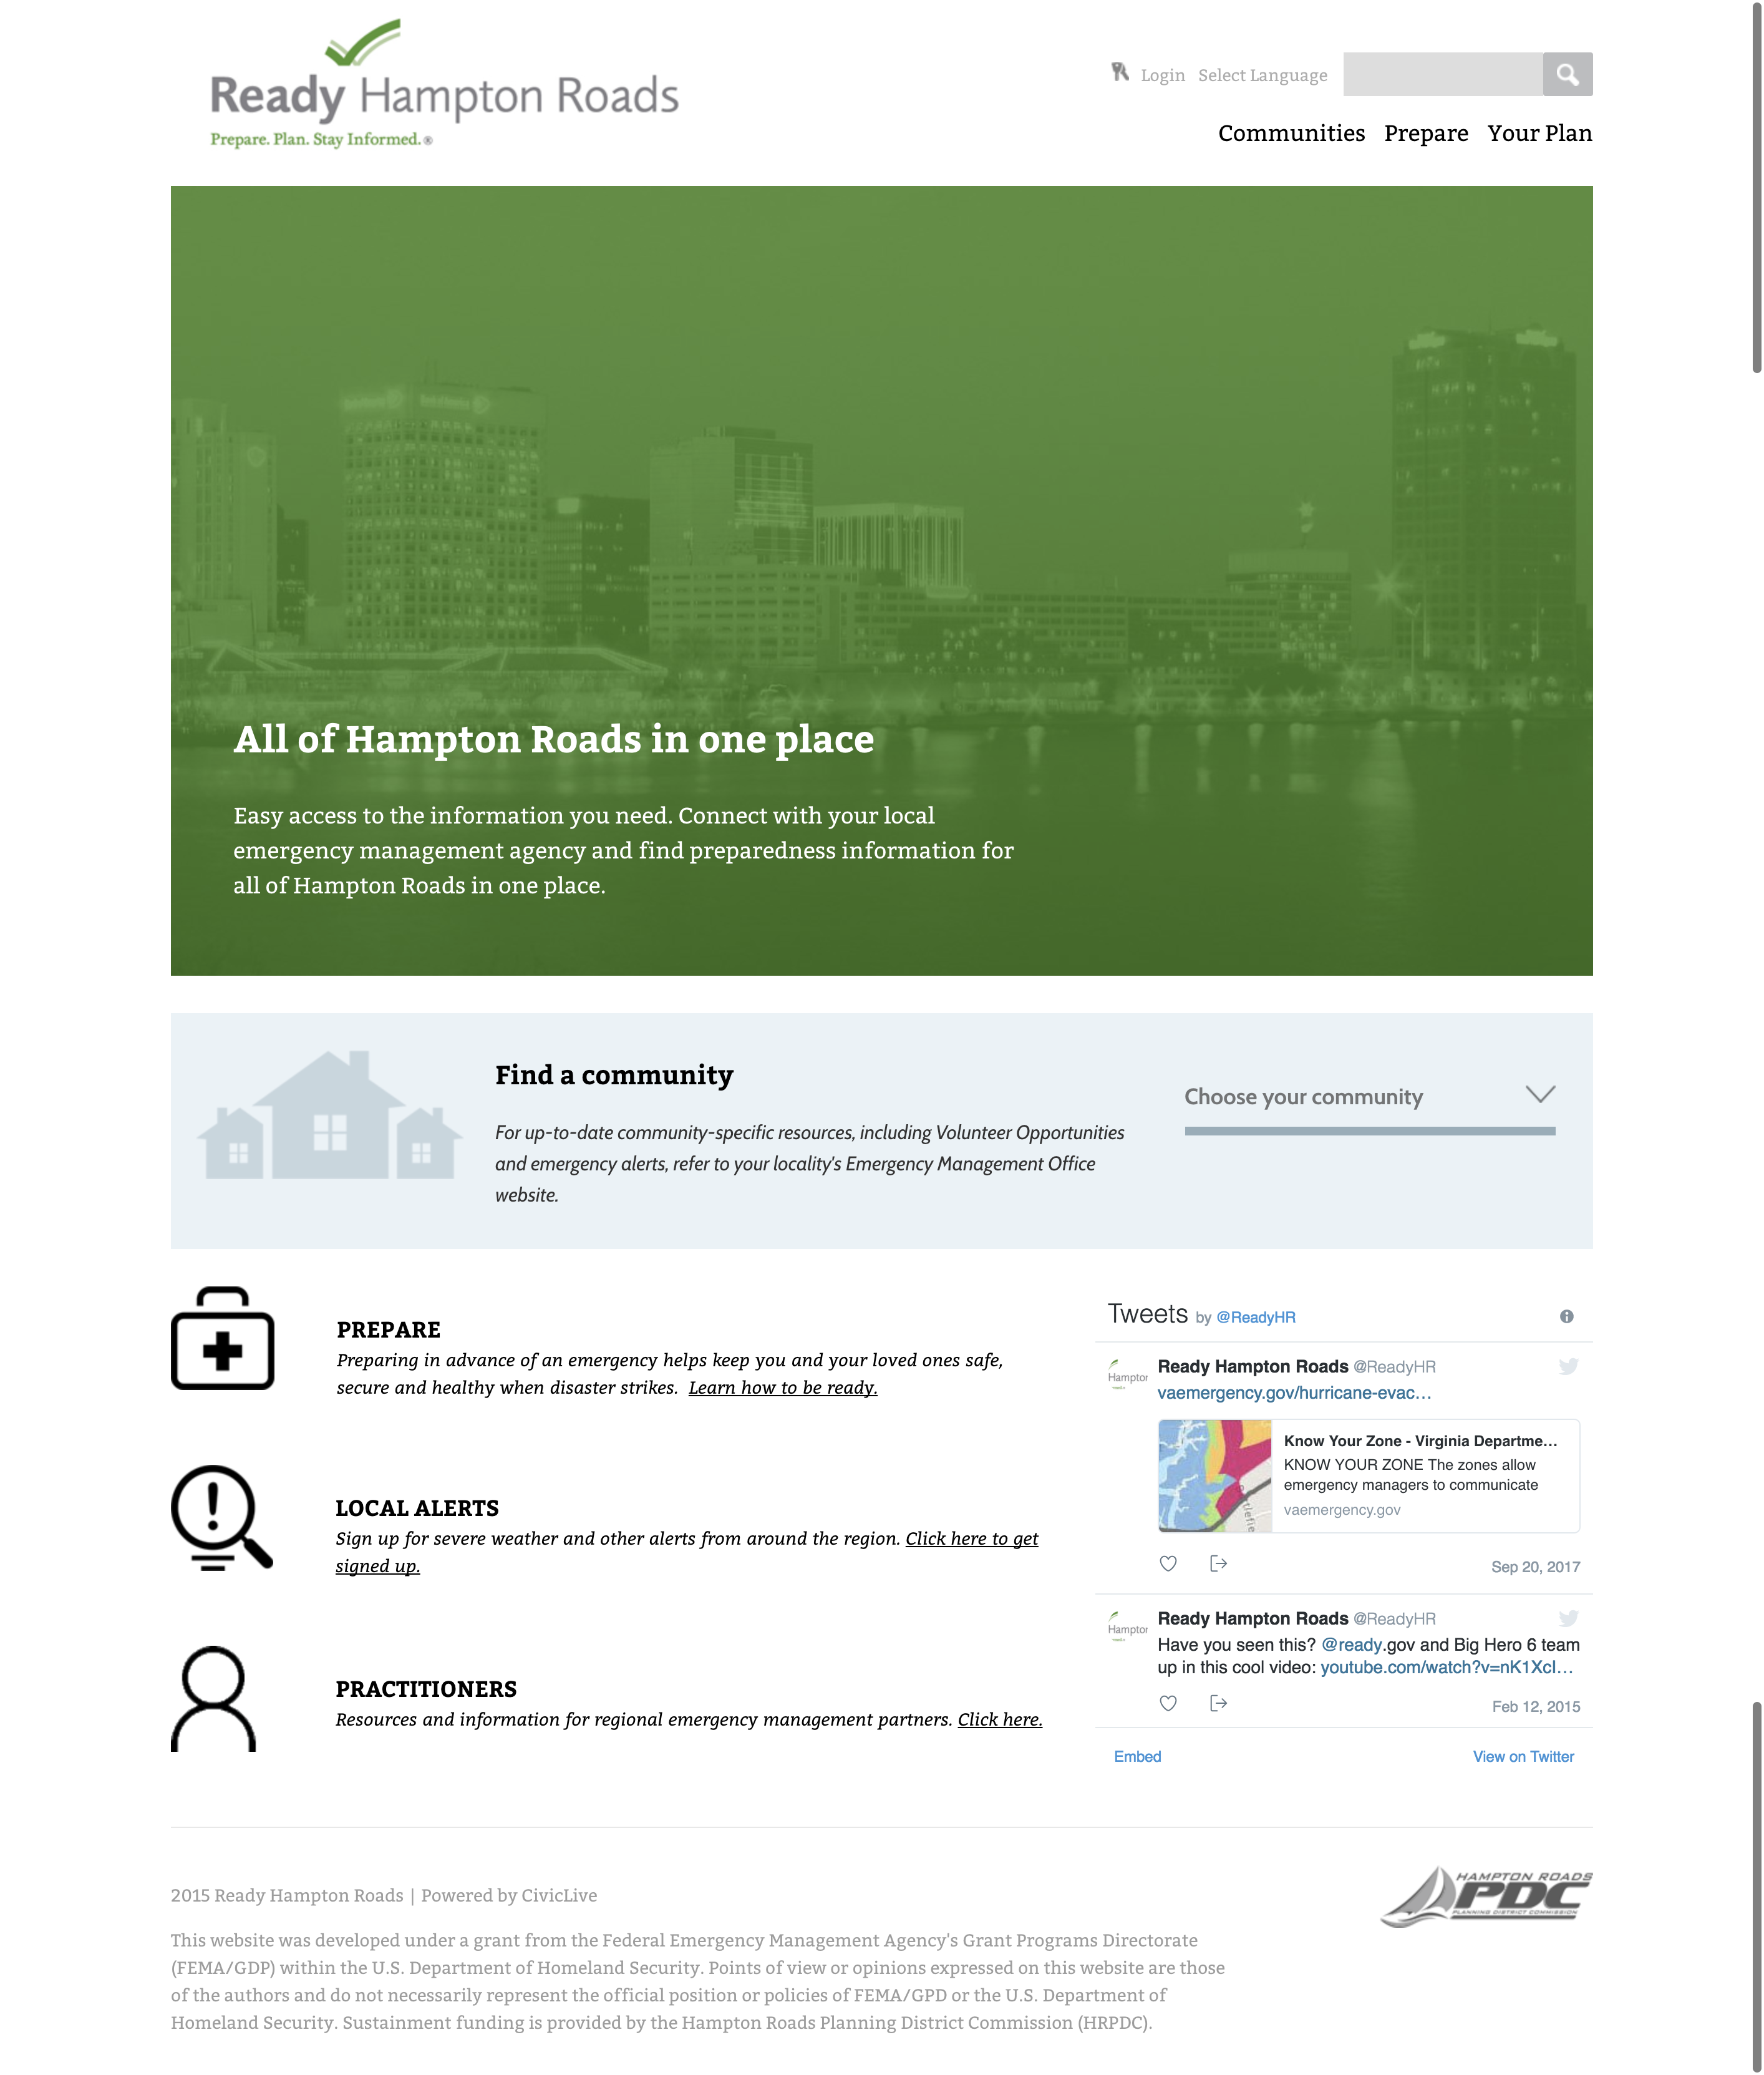 Ready Hampton Roads
Prepare. Plan. Stay Informed.®
Login Select Language
Communities Prepare Your Plan
All of Hampton Roads in one place
Easy access to the information you need. Connect with your local
emergency management agency and find preparedness information for
all of Hampton Roads in one place.
Find a community
For up-to-date community-specific resources, including Volunteer Opportunities
and emergency alerts, refer to your locality's Emergency Management Office
website.
Choose your community
PREPARE
Preparing in advance of an emergency helps keep you and your loved ones safe,
secure and healthy when disaster strikes. Learn how to be ready.
LOCAL ALERTS
Sign up for severe weather and other alerts from around the region. Click here to get
signed up.
PRACTITIONERS
Resources and information for regional emergency management partners. Click here.
Tweets by @ReadyHR
Ready Hampton Roads @ReadyHR
vaemergency.gov/hurricane-evac…
Know Your Zone - Virginia Departme…
KNOW YOUR ZONE The zones allow
emergency managers to communicate
vaemergency.gov
Sep 20, 2017
Ready Hampton Roads @ReadyHR
Have you seen this? @ready.gov and Big Hero 6 team
up in this cool video: youtube.com/watch?v=nK1XcI…
Feb 12, 2015
Embed View on Twitter
2015 Ready Hampton Roads | Powered by CivicLive
HAMPTON ROADS
PDC
PLANNING DISTRICT COMMISSION
This website was developed under a grant from the Federal Emergency Management Agency's Grant Programs Directorate
(FEMA/GDP) within the U.S. Department of Homeland Security. Points of view or opinions expressed on this website are those
of the authors and do not necessarily represent the official position or policies of FEMA/GPD or the U.S. Department of
Homeland Security. Sustainment funding is provided by the Hampton Roads Planning District Commission (HRPDC).